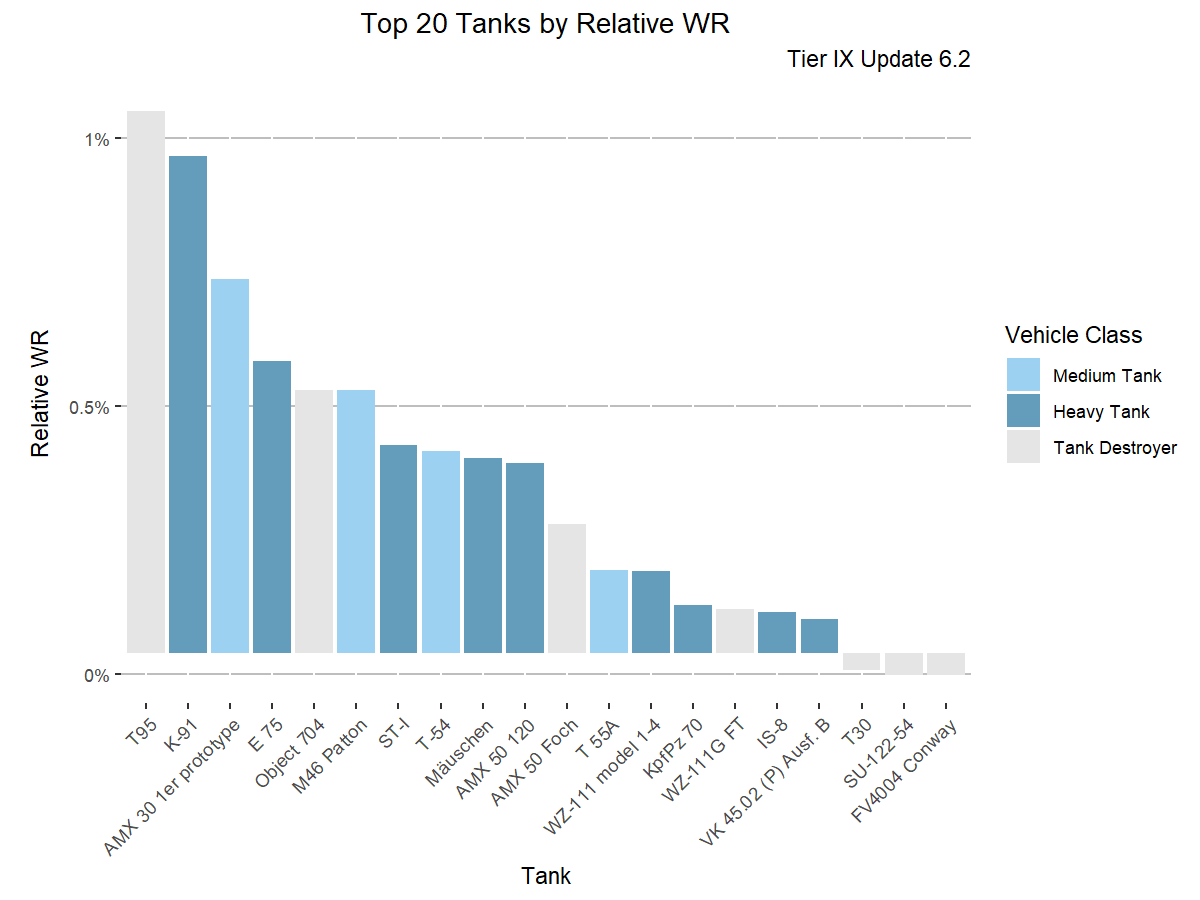 Top 20 Tanks by Relative WR
Tier IX Update 6.2
1%
0.5%
0%
Relative WR
T95
K-91
AMX 30 1er prototype
E 75
Object 704
M46 Patton
ST-I
T-54
Mäuschen
AMX 50 120
AMX 50 Foch
T 55A
WZ-111 model 1-4
KpfPz 70
WZ-111G FT
IS-8
VK 45.02 (P) Ausf. B
T30
SU-122-54
FV4004 Conway
Tank
Vehicle Class
Medium Tank
Heavy Tank
Tank Destroyer